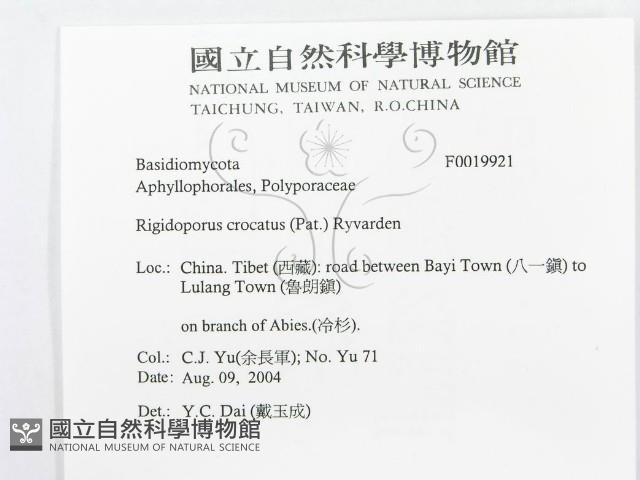 國立自然科學博物館
NATIONAL MUSEUM OF NATURAL SCIENCE
TAICHUNG, TAIWAN, R.O.CHINA
Basidiomycota F0019921
Aphyllophorales, Polyporaceae
Rigidoporus crocatus (Pat.) Ryvarden
Loc.: China. Tibet (西藏): road between Bayi Town (八一鎮) to
Lulang Town (魯朗鎮)
on branch of Abies.(冷杉).
Col.: C.J. Yu(余長軍); No. Yu 71
Date: Aug. 09, 2004
Det.: Y.C. Dai (戴玉成)
國立自然科學博物館
NATIONAL MUSEUM OF NATURAL SCIENCE